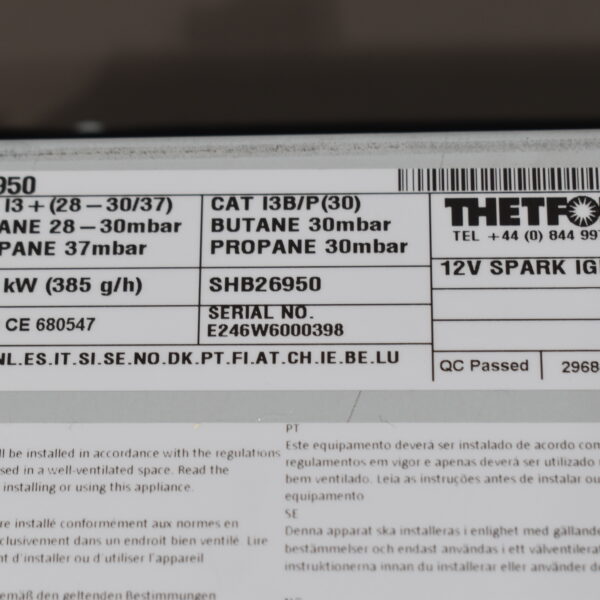 950
I3+(28-30/37)
CAT I3B/P(30)
THETFO
ANE 28-30mbar
BUTANE 30mbar
TEL +44 (0) 844 997
PANE 37mbar
PROPANE 30mbar
12V SPARK IG
kW (385 g/h)
SHB26950
CE 680547
SERIAL NO.
E246W6000398
NL.ES.IT.SI.SE.NO.DK.PT.FI.AT.CH.IE.BE.LU
QC Passed
2968
ll be installed in accordance with the regulations
sed in a well-ventilated space. Read the
installing or using this appliance.
re installé conformément aux normes en
clusivement dans un endroit bien ventilé. Lire
t d'installer ou d'utiliser l'appareil
emäß den geltenden Bestimmungen
PT
Este equipamento deverá ser instalado de acordo com
regulamentos em vigor e apenas deverá ser utilizado
bem ventilado. Leia as instruções antes de instalar ou
equipamento
SE
Denna apparat ska installeras i enlighet med gällande
bestämmelser och endast användas i ett välventilerat
instruktionerna innan du installerar eller använder de